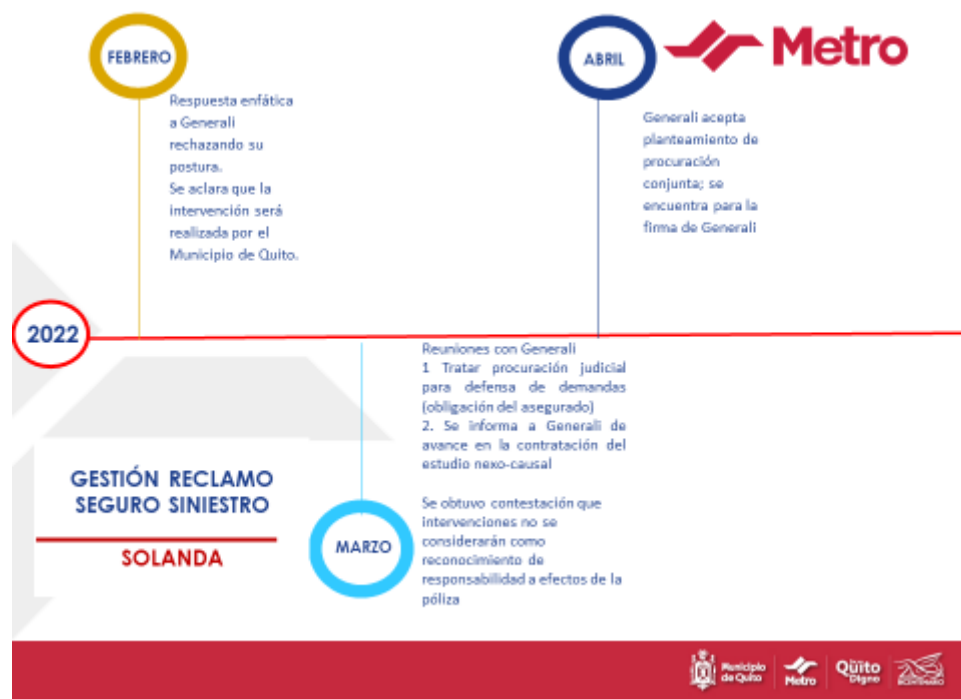 FEBRERO
Respuesta enfática
a Generali
rechazando su
postura.
Se aclara que la
intervención será
realizada por el
Municipio de Quito.
ABRIL
Metro
Generali acepta
planteamiento de
procuración
conjunta; se
encuentra para la
firma de Generali
2022
Reuniones con Generali
1 Tratar procuración judicial
para defensa de demandas
(obligación del asegurado)
2. Se informa a Generali de
avance en la contratación del
estudio nexo-causal
Se obtuvo contestación que
intervenciones no se
considerarán como
reconocimiento de
responsabilidad a efectos de la
póliza
MARZO
GESTIÓN RECLAMO
SEGURO SINIESTRO
SOLANDA
Municipio
de Quito
Metro
Quito
Digno
BICENTENARIO